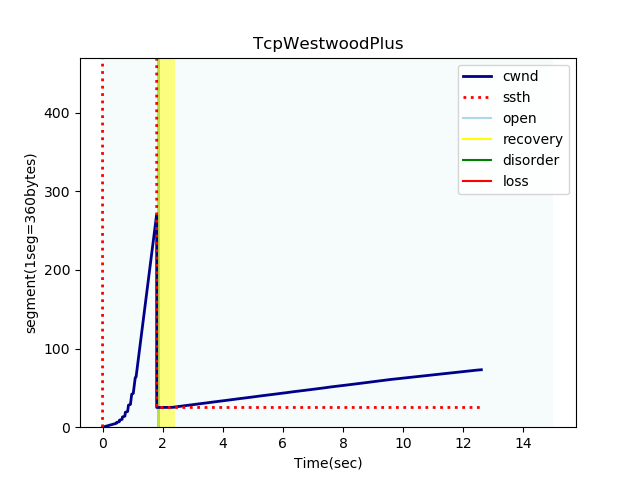 TcpWestwoodPlus
segment(1seg=360bytes)
400
300
200
100
0
cwnd
ssth
open
recovery
disorder
loss
0 2 4 6 8 10 12 14
Time(sec)